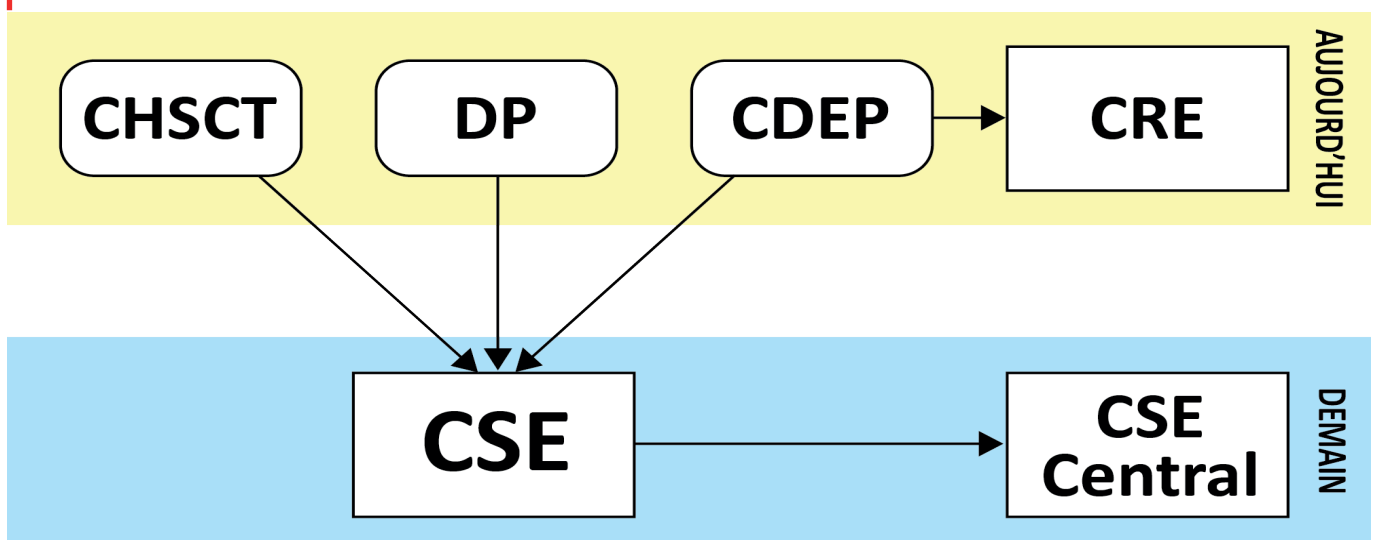 CHSCT
DP
CDEP
CRE
AUJOURD'HUI
CSE
CSE
Central
DEMAIN